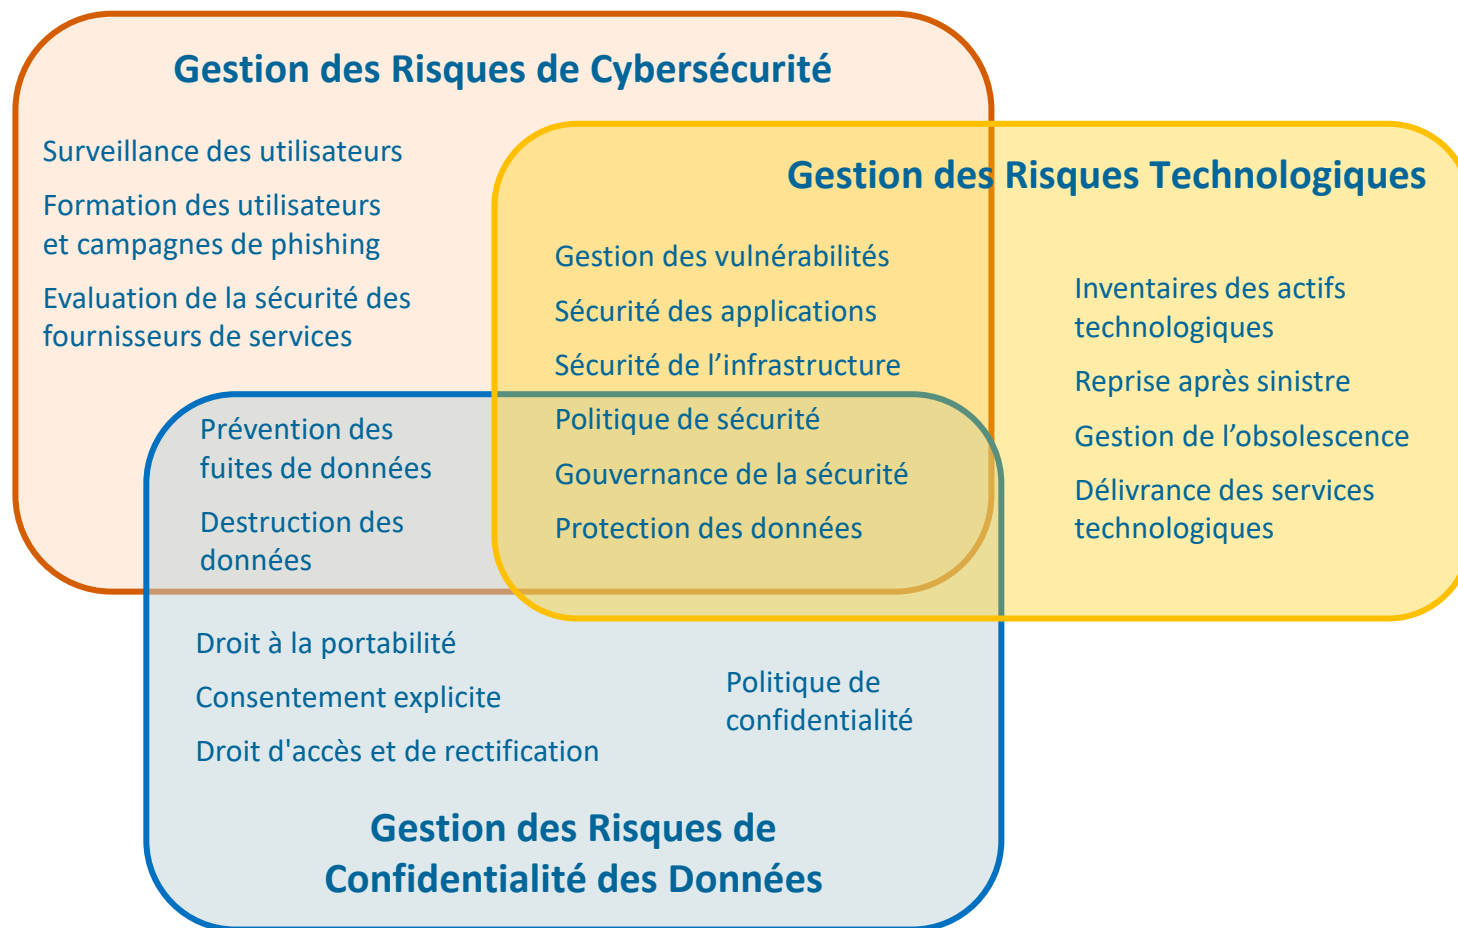 Gestion des Risques de Cybersécurité
Surveillance des utilisateurs
Formation des utilisateurs
et campagnes de phishing
Evaluation de la sécurité des
fournisseurs de services
Gestion des Risques Technologiques
Gestion des vulnérabilités
Sécurité des applications
Sécurité de l’infrastructure
Politique de sécurité
Gouvernance de la sécurité
Protection des données
Inventaires des actifs
technologiques
Reprise après sinistre
Gestion de l’obsolescence
Délivrance des services
technologiques
Prévention des
fuites de données
Destruction des
données
Droit à la portabilité
Consentement explicite
Droit d'accès et de rectification
Politique de
confidentialité
Gestion des Risques de
Confidentialité des Données